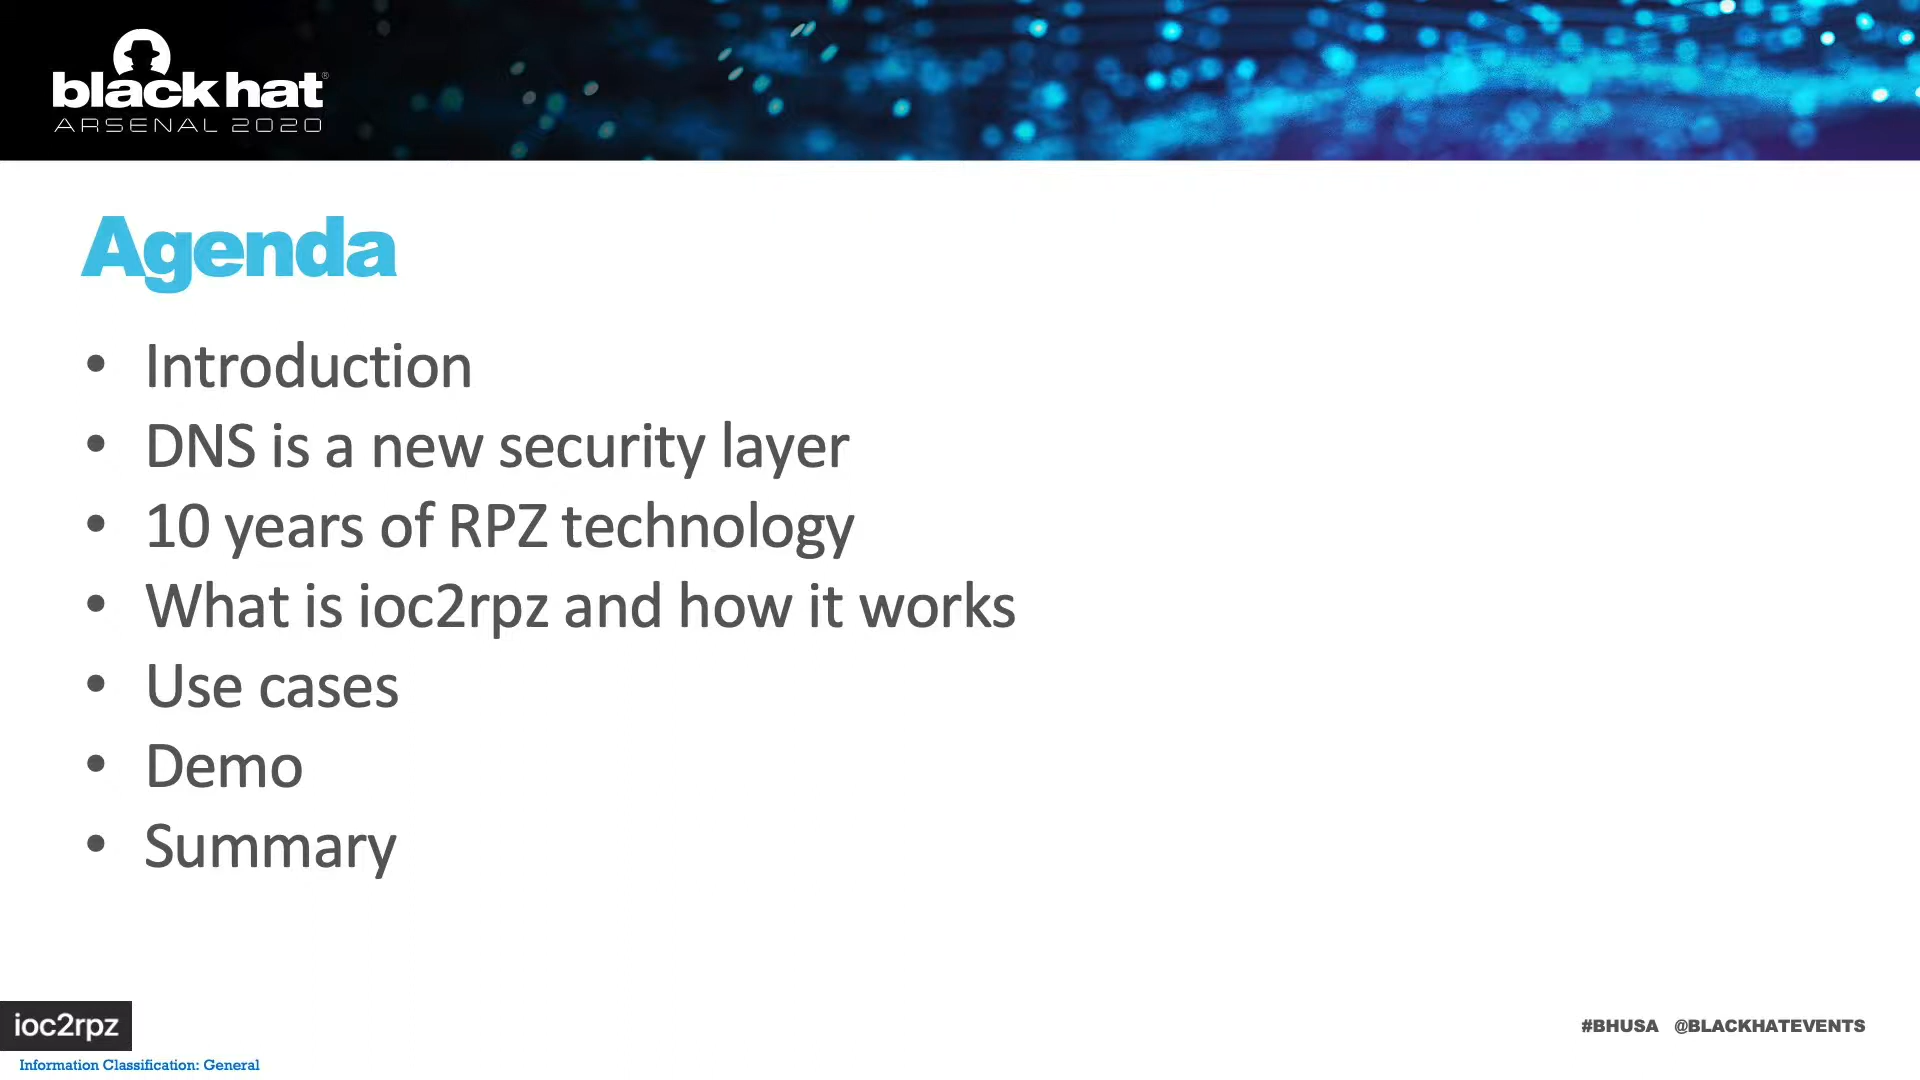 black hat®
ARSENAL 2020
Agenda
• Introduction
• DNS is a new security layer
• 10 years of RPZ technology
• What is ioc2rpz and how it works
• Use cases
• Demo
• Summary
ioc2rpz
#BHUSA @BLACKHATEVENTS
Information Classification: General